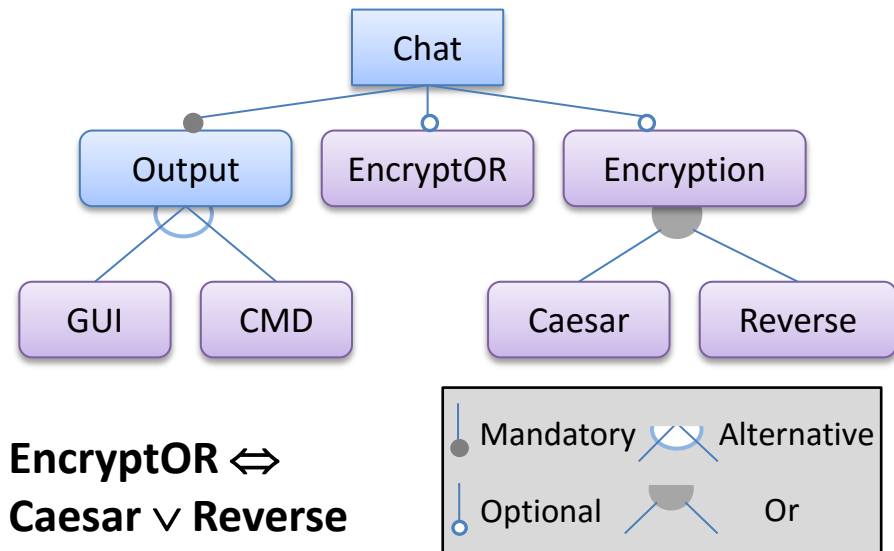 Chat
Output
EncryptOR
Encryption
GUI
CMD
Caesar
Reverse
EncryptOR ⇔
Caesar ∨ Reverse
Mandatory
Alternative
Optional
Or